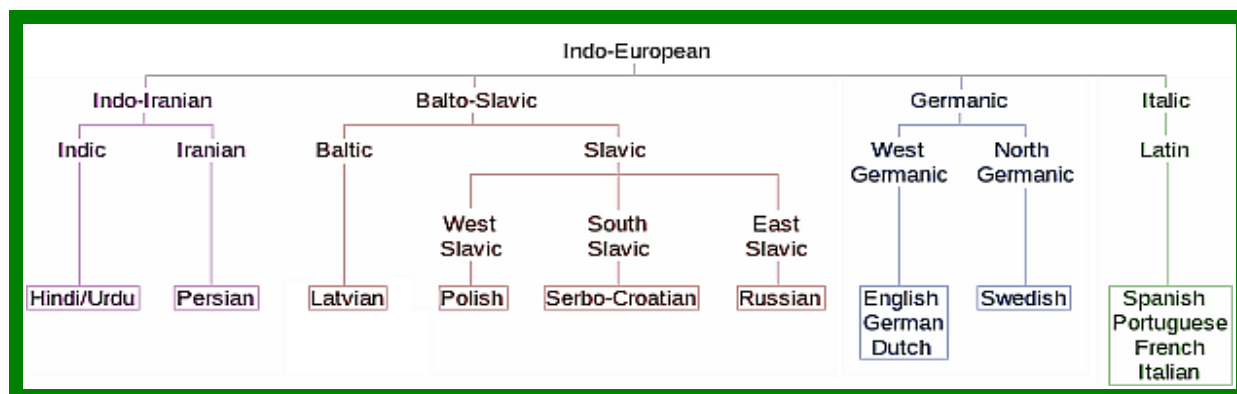 Indo-European
Indo-Iranian Balto-Slavic Germanic Italic
Indic Iranian Baltic Slavic West Germanic North Germanic Latin
West Slavic South Slavic East Slavic
Hindi/Urdu Persian Latvian Polish Serbo-Croatian Russian English Swedish Spanish
German Portuguese
Dutch French
Italian